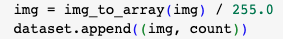 img = img_to_array(img) / 255.0
dataset.append((img, count))